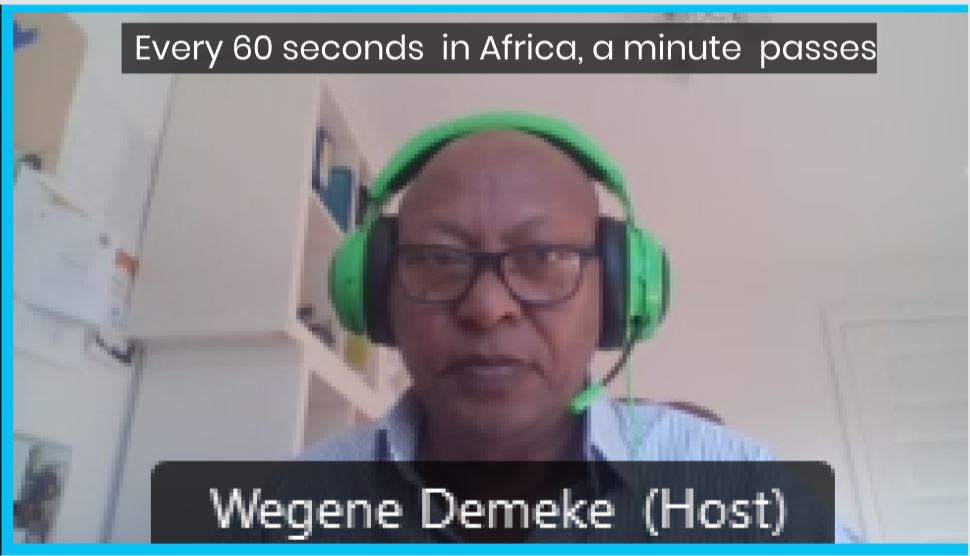 Every 60 seconds in Africa, a minute passes
Wegene Demeke (Host)